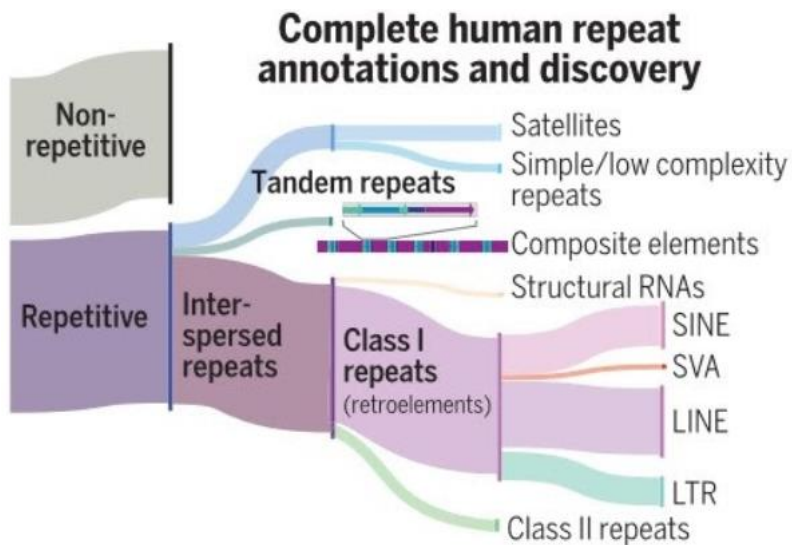 Complete human repeat
annotations and discovery
Non-
repetitive
Satellites
Simple/low complexity
repeats
Tandem repeats
Composite elements
Structural RNAs
Repetitive
Inter-
spersed
repeats
Class I
repeats
(retroelements)
SINE
SVA
LINE
LTR
Class II repeats